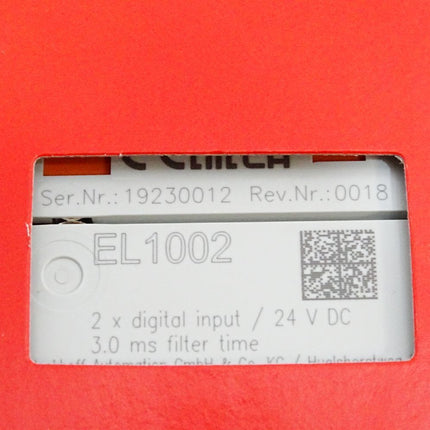 Ser.Nr.: 19230012 Rev.Nr.:0018
EL1002
2 x digital input / 24 V DC
3.0 ms filter time
Automation GmbH & Co. KG /